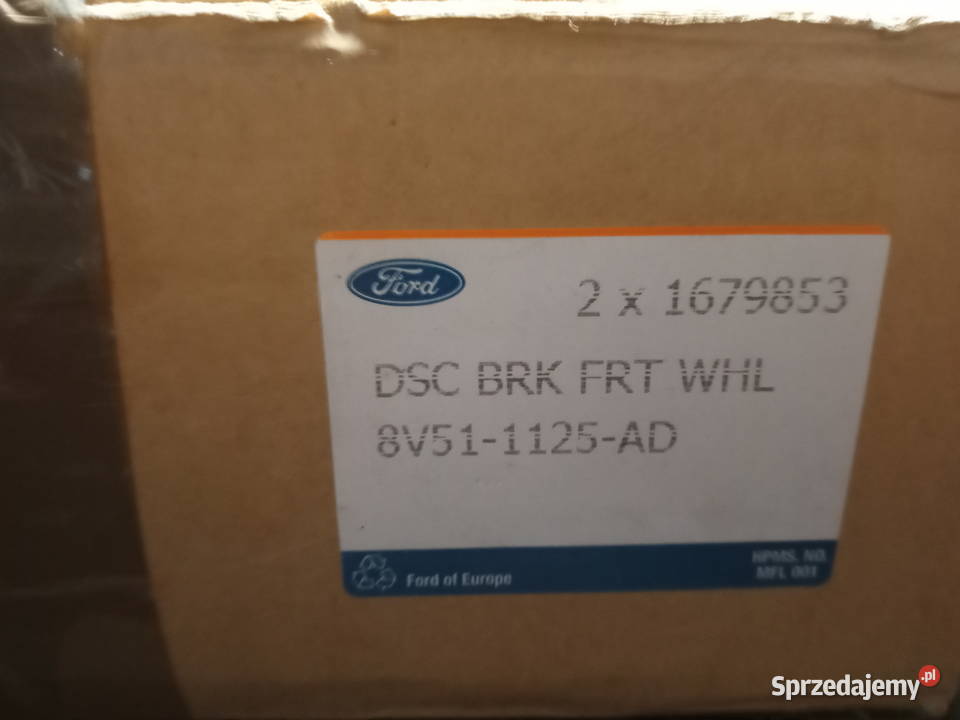 Ford
2 x 1679853
DSC BRK FRT WHL
8V51-1125-AD
HPMS. NO.
Ford of Europe
MFL 001
Sprzedajemy.pl